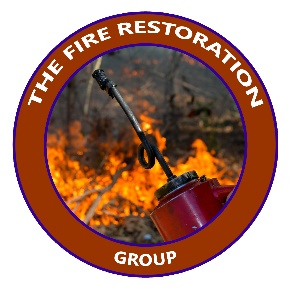 THE FIRE RESTORATION
GROUP